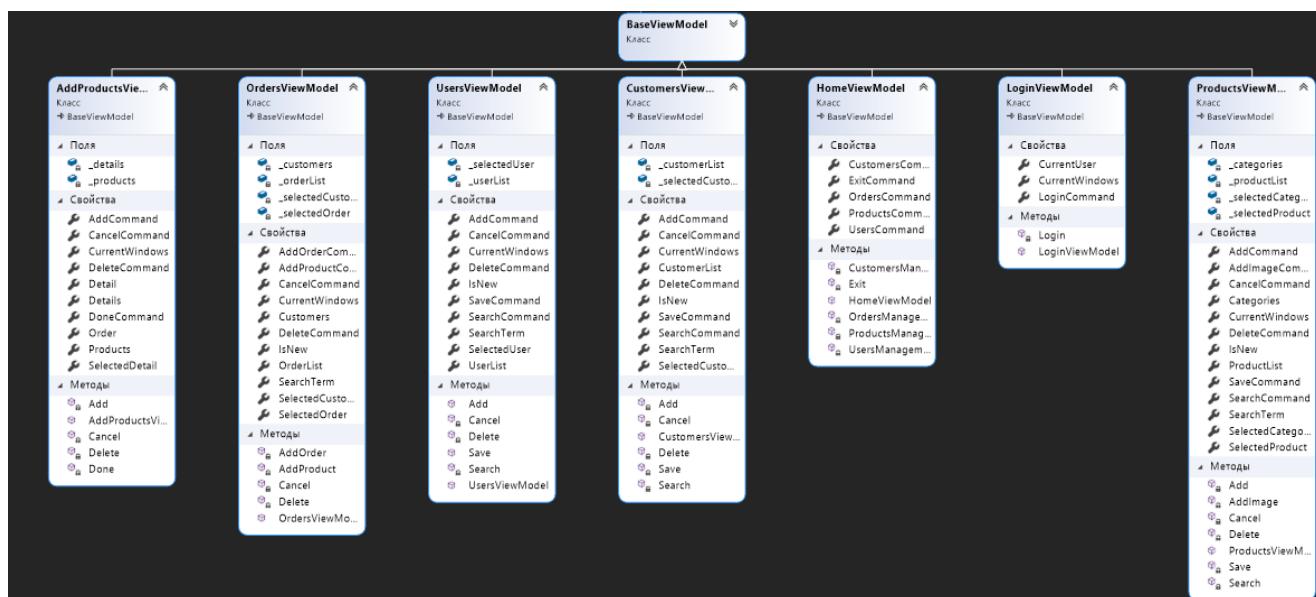 BaseViewModel
Класс
AddProductsVie...
Класс
BaseViewModel
Поля
_details
_products
Свойства
AddCommand
CancelCommand
CurrentWindows
DeleteCommand
Detail
Details
DoneCommand
Order
Products
SelectedDetail
Методы
Add
AddProductsVi...
Cancel
Delete
Done
OrdersViewModel
Класс
BaseViewModel
Поля
_customers
_orderList
_selectedCusto...
_selectedOrder
Свойства
AddOrderCom...
AddProductCo...
CancelCommand
CurrentWindows
Customers
DeleteCommand
IsNew
OrderList
SearchTerm
SelectedCusto...
SelectedOrder
Методы
AddOrder
AddProduct
Cancel
Delete
OrdersViewMo...
UsersViewModel
Класс
BaseViewModel
Поля
_selectedUser
_userList
Свойства
AddCommand
CancelCommand
CurrentWindows
DeleteCommand
IsNew
SaveCommand
SearchCommand
SearchTerm
SelectedUser
UserList
Методы
Add
Cancel
Delete
Save
Search
UsersViewModel
CustomersView...
Класс
BaseViewModel
Поля
_customerList
_selectedCusto...
Свойства
AddCommand
CancelCommand
CurrentWindows
CustomerList
DeleteCommand
IsNew
SaveCommand
SearchCommand
SearchTerm
SelectedCusto...
Методы
Add
Cancel
CustomersView...
Delete
Save
Search
HomeViewModel
Класс
BaseViewModel
Свойства
CustomersCom...
ExitCommand
OrdersCommand
ProductsComm...
UsersCommand
Методы
CustomersMan...
Exit
HomeViewModel
OrdersManage...
ProductsManag...
UsersManagem...
LoginViewModel
Класс
BaseViewModel
Свойства
CurrentUser
CurrentWindows
LoginCommand
Методы
Login
LoginViewModel
ProductsViewM...
Класс
BaseViewModel
Поля
_categories
_productList
_selectedCateg...
_selectedProduct
Свойства
AddCommand
AddImageCom...
CancelCommand
Categories
CurrentWindows
DeleteCommand
IsNew
ProductList
SaveCommand
SearchCommand
SearchTerm
SelectedCatego...
SelectedProduct
Методы
Add
AddImage
Cancel
Delete
ProductsViewM...
Save
Search